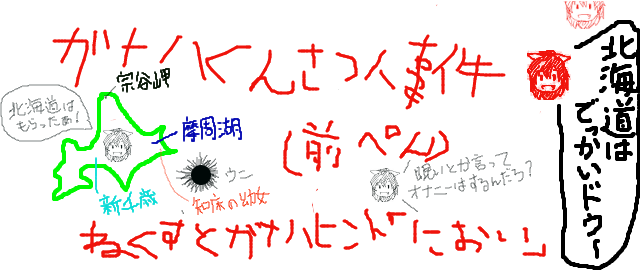 ガナハくんさつ人事件
(前ぺん)
ねくすとガナハヒント「におい」
北海道は
でっかいドウ～
宗谷岬
北海道は
もらったぁ!
摩周湖
ウニ
新千歳
知床の幼女
眠いとか言って
オナニーはするんだろ?